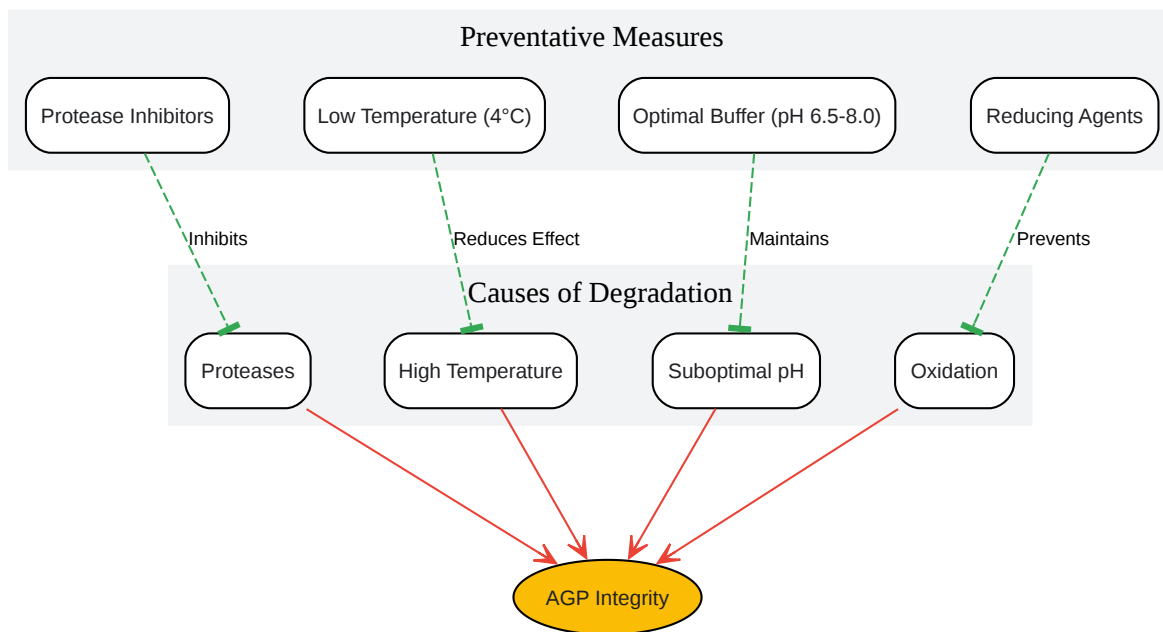 Preventative Measures
Protease Inhibitors
Low Temperature (4°C)
Optimal Buffer (pH 6.5-8.0)
Reducing Agents
Inhibits
Reduces Effect
Maintains
Prevents
Causes of Degradation
Proteases
High Temperature
Suboptimal pH
Oxidation
AGP Integrity